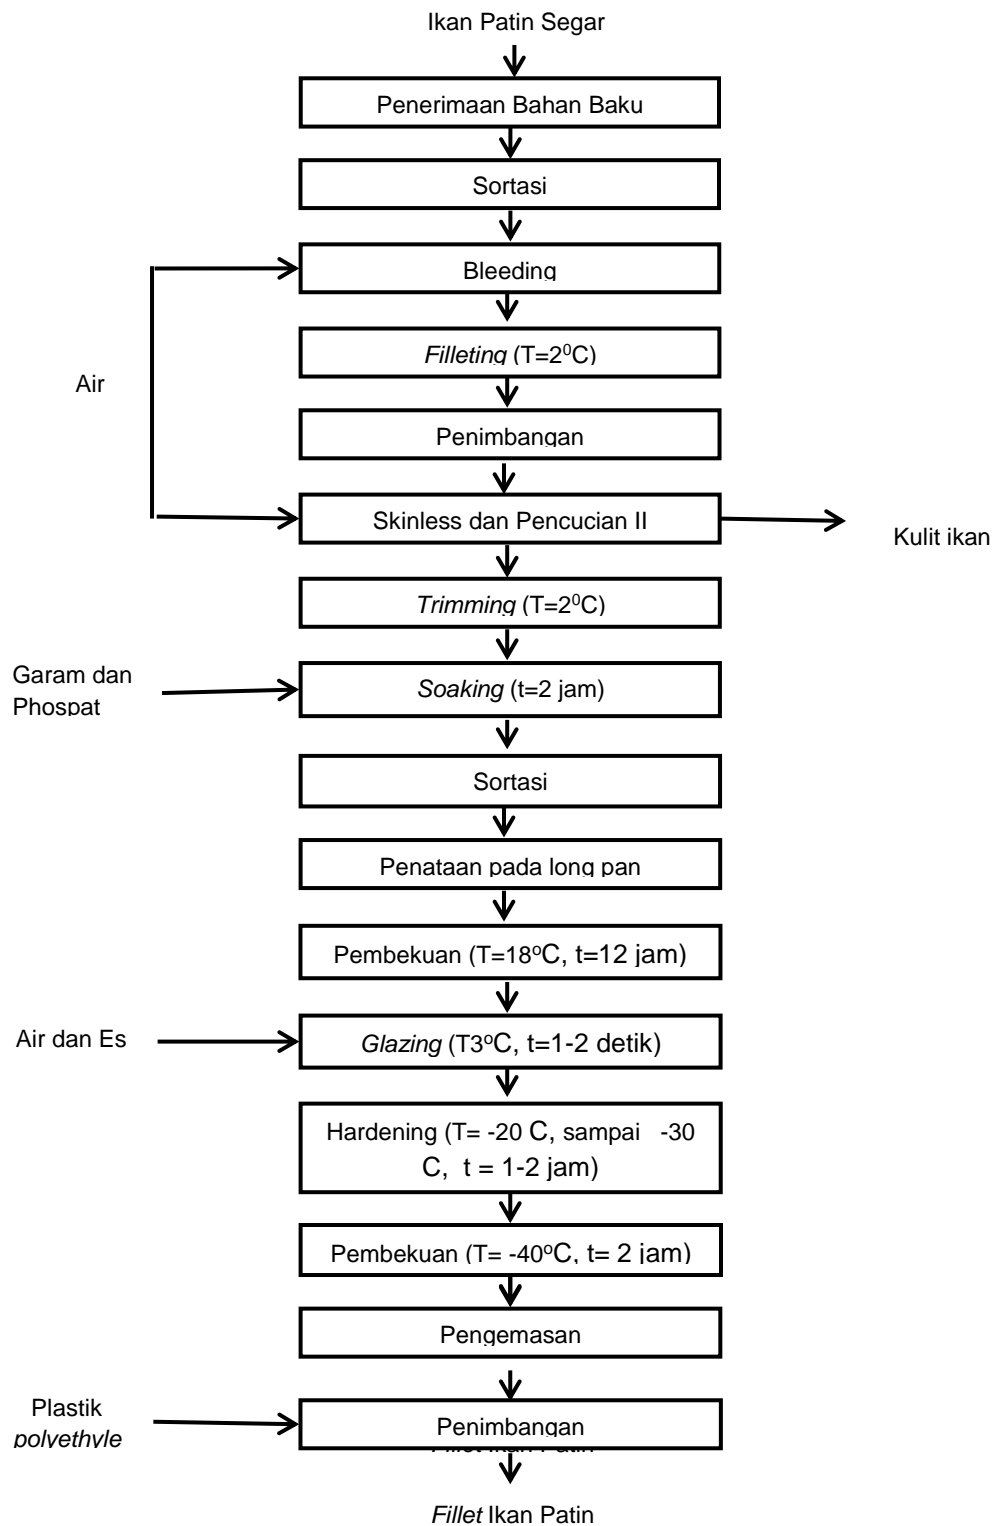 Ikan Patin Segar
Penerimaan Bahan Baku
Sortasi
Bleeding
Filleting (T=2⁰C)
Air
Penimbangan
Skinless dan Pencucian II
Kulit ikan
Trimming (T=2⁰C)
Garam dan
Phospat
Soaking (t=2 jam)
Sortasi
Penataan pada long pan
Pembekuan (T=18ᵒC, t=12 jam)
Air dan Es
Glazing (T3ᵒC, t=1-2 detik)
Hardening (T= -20 C, sampai -30
C, t = 1-2 jam)
Pembekuan (T= -40ᵒC, t= 2 jam)
Pengemasan
Plastik
polyethyle
Penimbangan
Fillet Ikan Patin
Fillet Ikan Patin